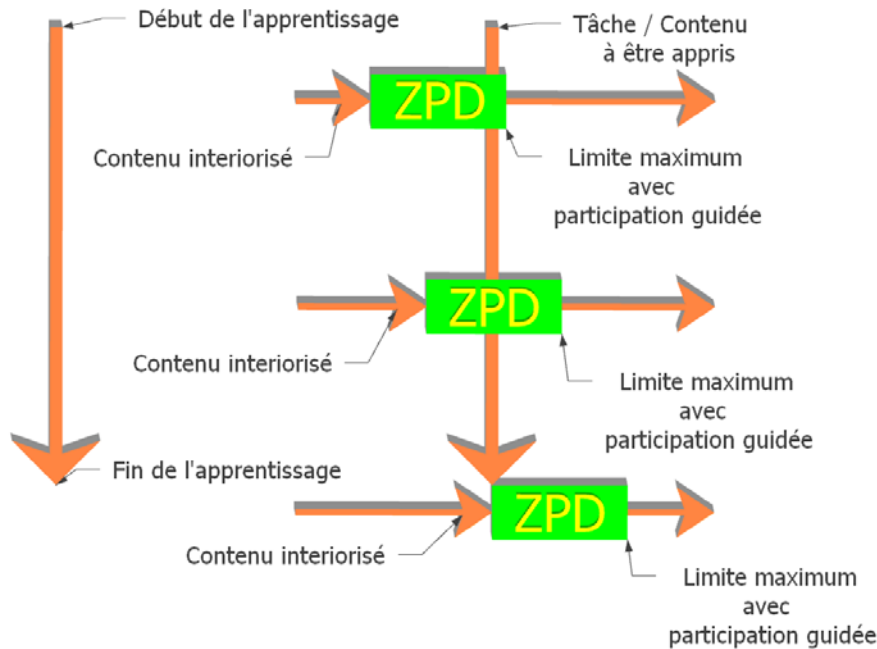 Début de l'apprentissage
Tâche / Contenu
à être appris
ZPD
Contenu interiorisé
Limite maximum
avec
participation guidée
ZPD
Contenu interiorisé
Limite maximum
avec
participation guidée
Fin de l'apprentissage
ZPD
Contenu interiorisé
Limite maximum
avec
participation guidée